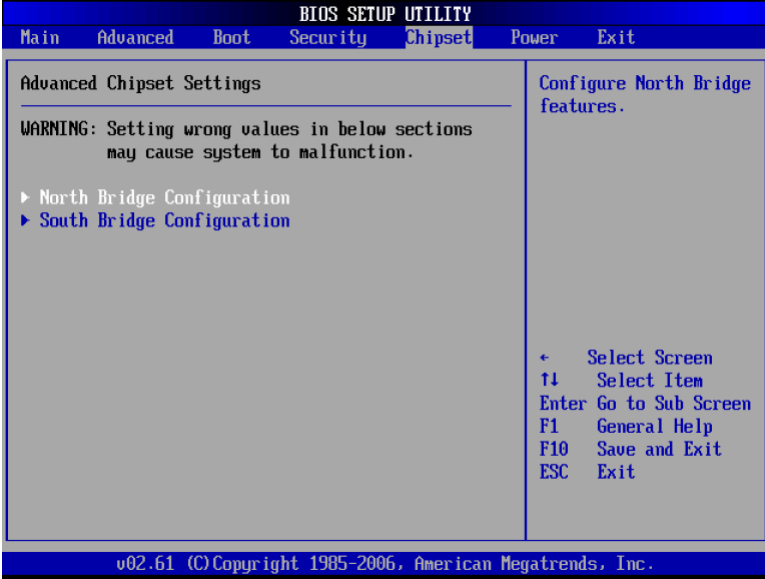 BIOS SETUP UTILITY
Main Advanced Boot Security Chipset Power Exit
Advanced Chipset Settings
WARNING: Setting wrong values in below sections
may cause system to malfunction.
▶ North Bridge Configuration
▶ South Bridge Configuration
Configure North Bridge
features.
← Select Screen
↑↓ Select Item
Enter Go to Sub Screen
F1 General Help
F10 Save and Exit
ESC Exit
v02.61 (C)Copyright 1985-2006, American Megatrends, Inc.